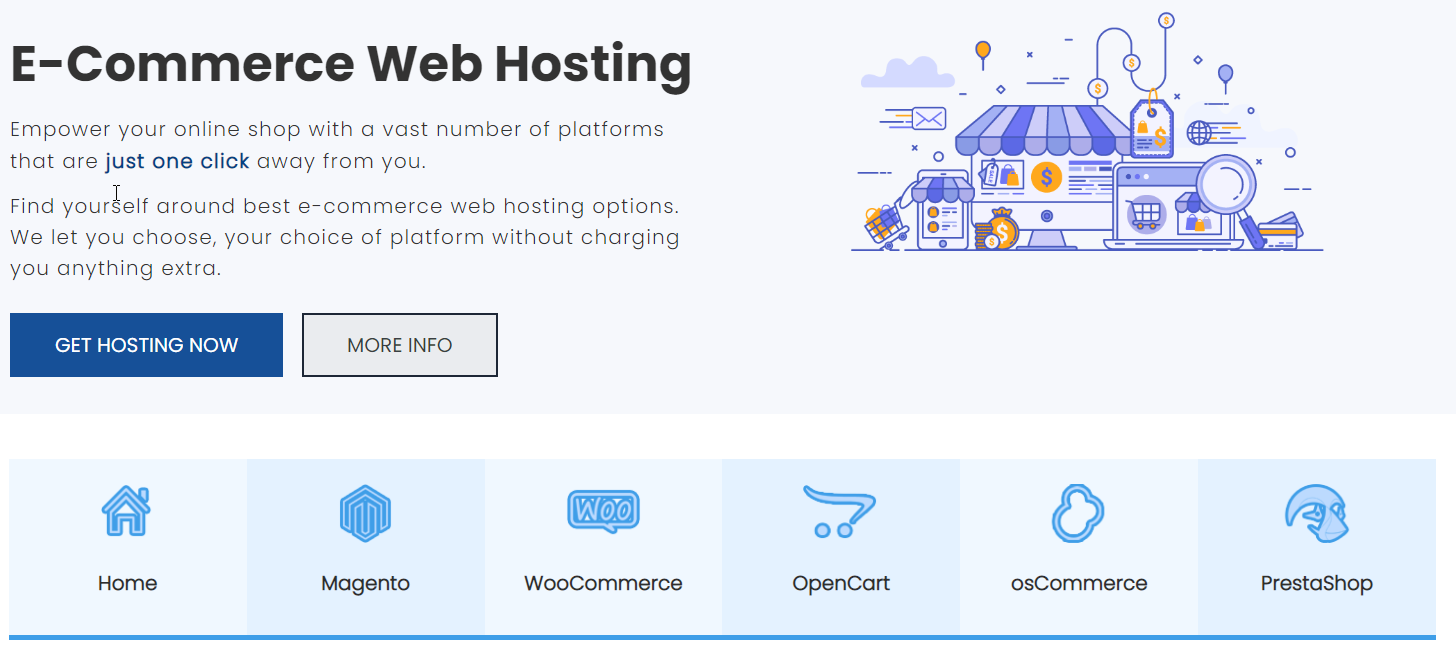 E-Commerce Web Hosting
Empower your online shop with a vast number of platforms
that are just one click away from you.
Find yourself around best e-commerce web hosting options.
We let you choose, your choice of platform without charging
you anything extra.
GET HOSTING NOW
MORE INFO
WOO
Home
Magento
WooCommerce
OpenCart
osCommerce
PrestaShop